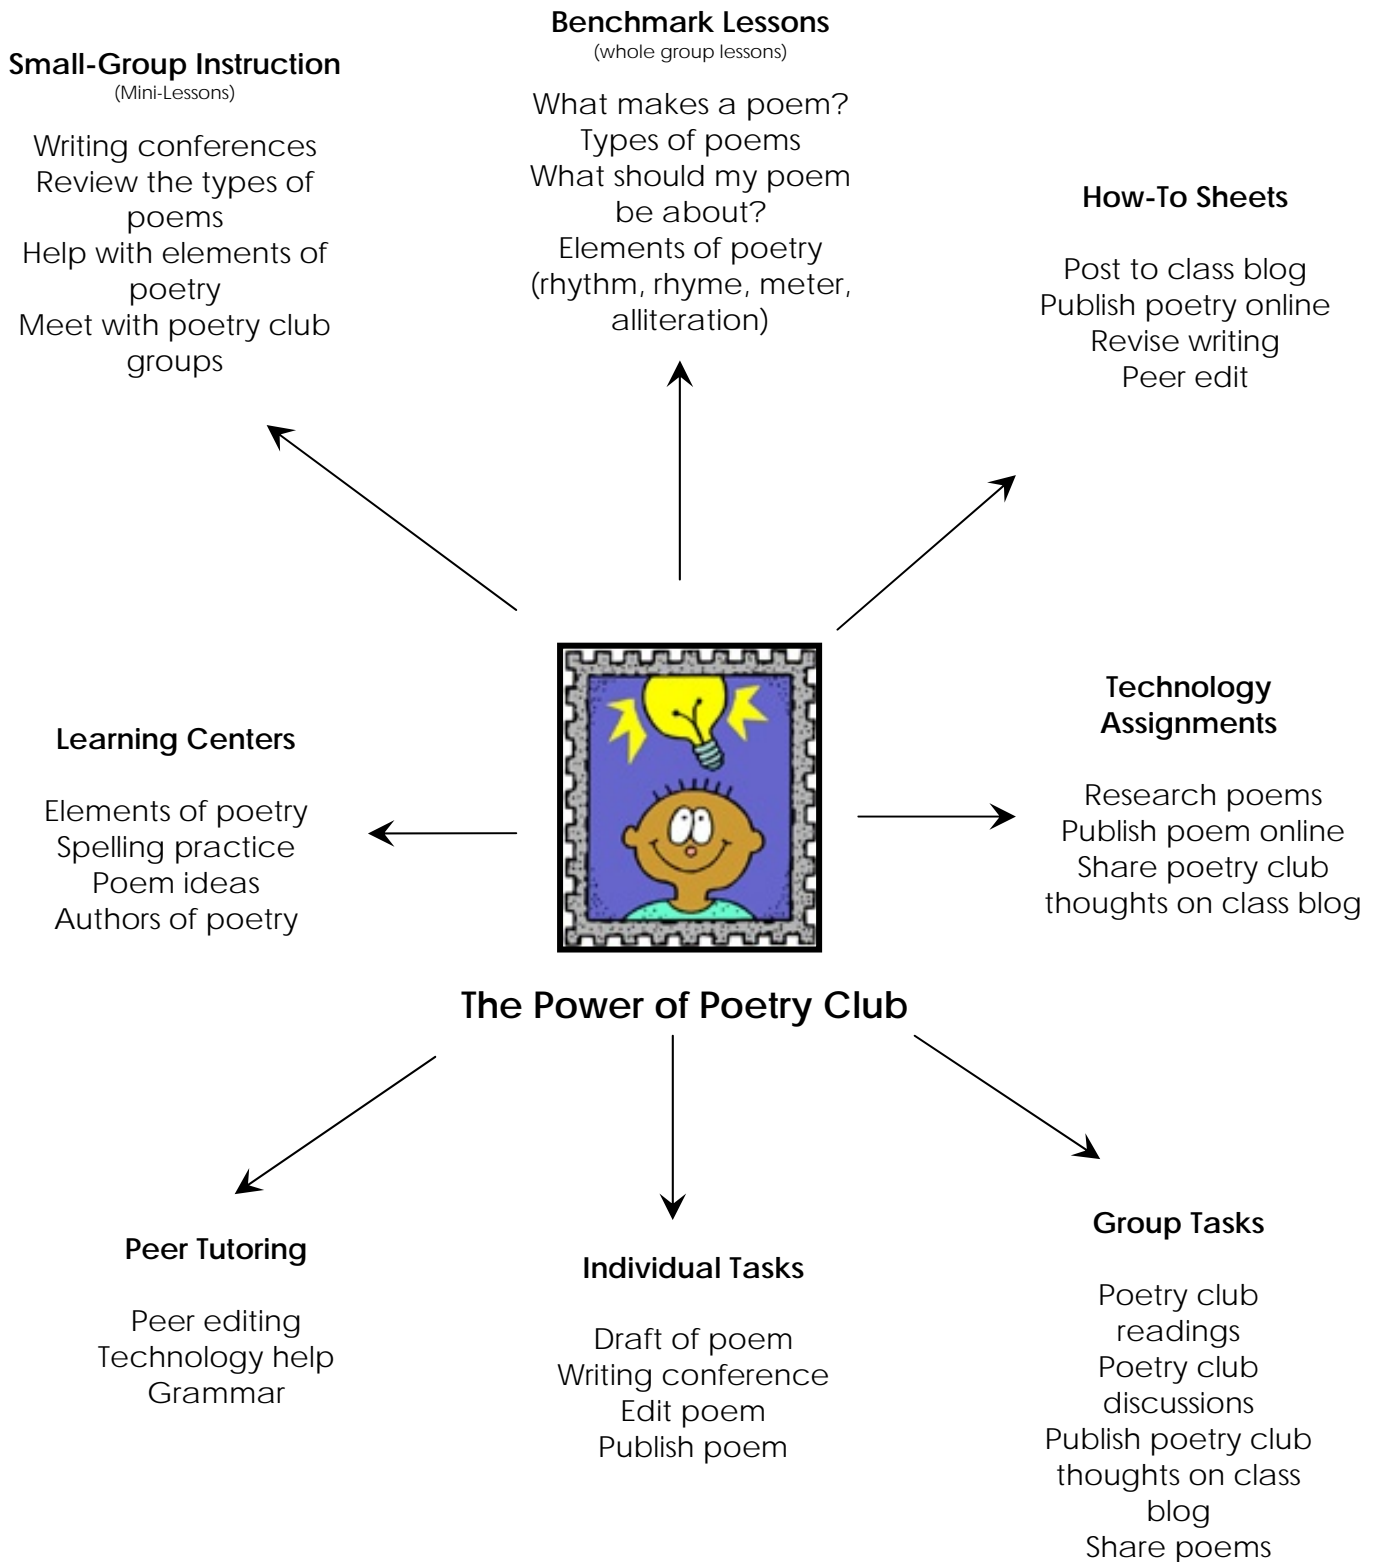 Small-Group Instruction
(Mini-Lessons)
Writing conferences
Review the types of
poems
Help with elements of
poetry
Meet with poetry club
groups
Benchmark Lessons
(whole group lessons)
What makes a poem?
Types of poems
What should my poem
be about?
Elements of poetry
(rhythm, rhyme, meter,
alliteration)
How-To Sheets
Post to class blog
Publish poetry online
Revise writing
Peer edit
Learning Centers
Elements of poetry
Spelling practice
Poem ideas
Authors of poetry
Technology
Assignments
Research poems
Publish poem online
Share poetry club
thoughts on class blog
The Power of Poetry Club
Peer Tutoring
Peer editing
Technology help
Grammar
Individual Tasks
Draft of poem
Writing conference
Edit poem
Publish poem
Group Tasks
Poetry club
readings
Poetry club
discussions
Publish poetry club
thoughts on class
blog
Share poems